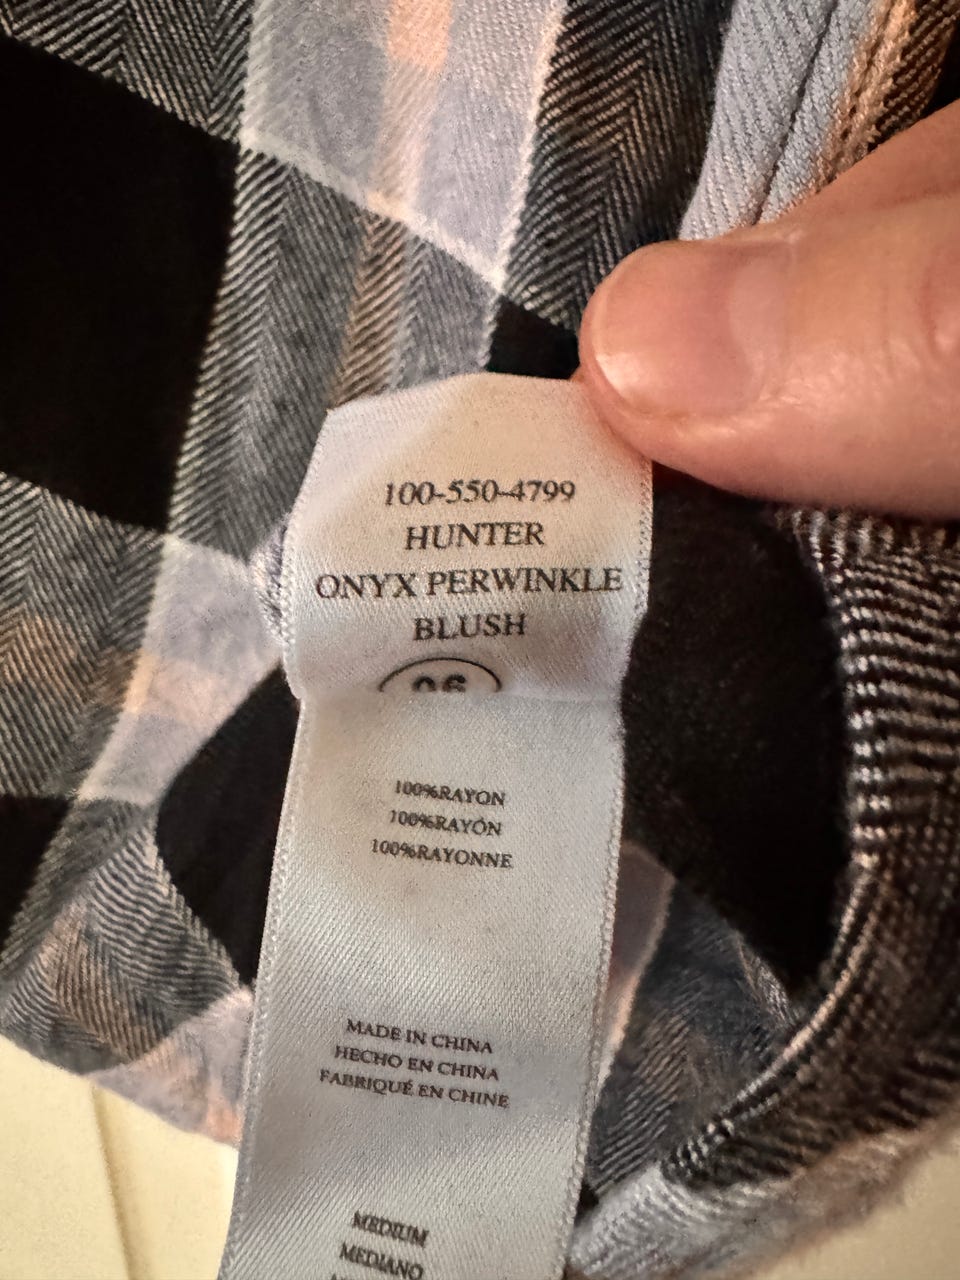 100-550-4799
HUNTER
ONYX PERWINKLE
BLUSH
06
100%RAYON
100%RAYÓN
100%RAYONNE
MADE IN CHINA
HECHO EN CHINA
FABRIQUÉ EN CHINE
MEDIUM
MEDIANO